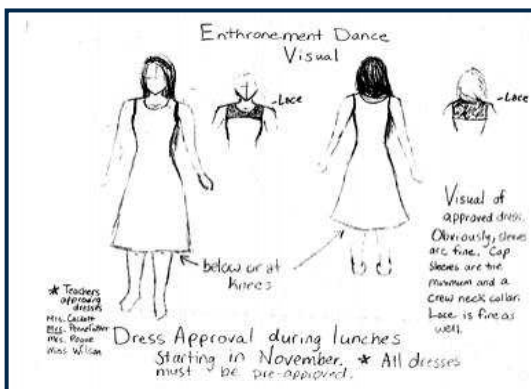 Enthronement Dance
Visual
-Lace
-Lace
Visual of
approved dress.
Obviously, sleeves
are fine. Cap
sleeves are the
minimum and a
crew neck collar.
Lace is fine as
well.
below or at
knees
* Teachers
approving
dresses
Mrs. Cockett
Mrs. Pennefather
Mrs.
Miss Wilson
Dress Approval during lunches
Starting in November. * All dresses
must be pre-approved.